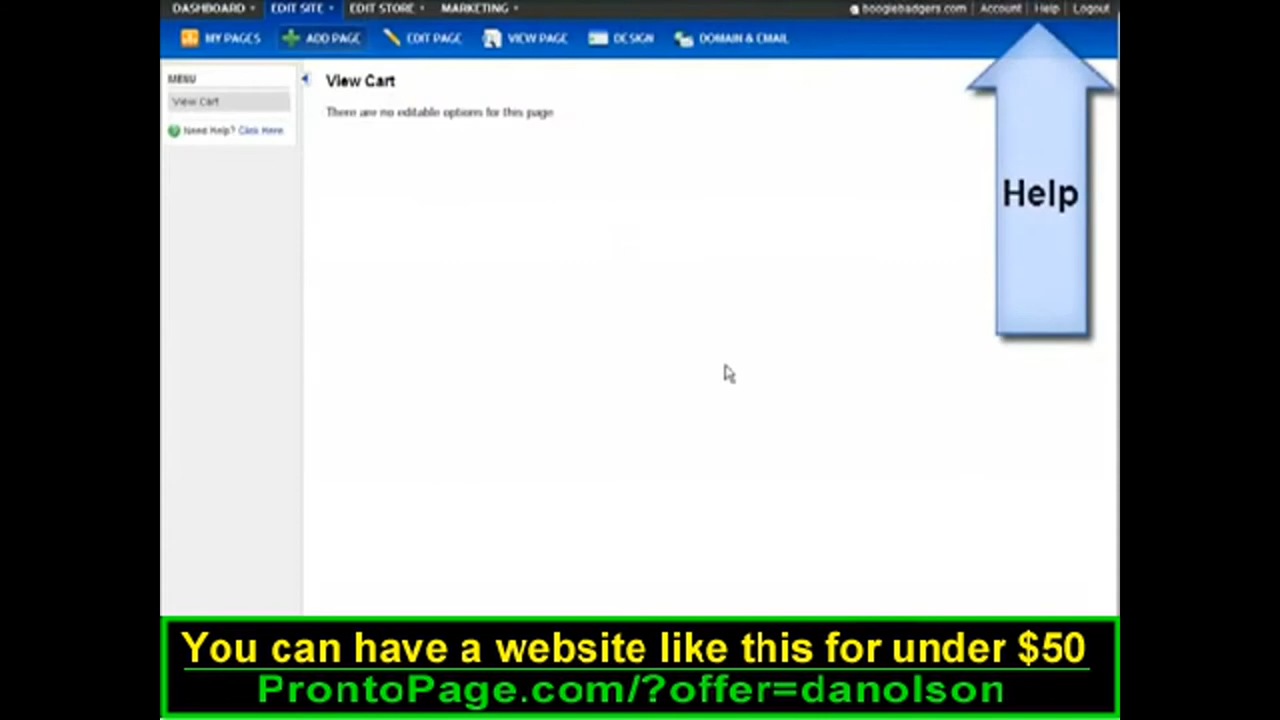 DASHBOARD EDIT SITE EDIT STORE MARKETING boogiebadgers.com | Account | Help | Logout
MY PAGES ADD PAGE EDIT PAGE VIEW PAGE DESIGN DOMAIN & EMAIL
MENU
View Cart
Need Help? Click Here
View Cart
There are no editable options for this page
Help
You can have a website like this for under $50
ProntoPage.com/?offer=danolson